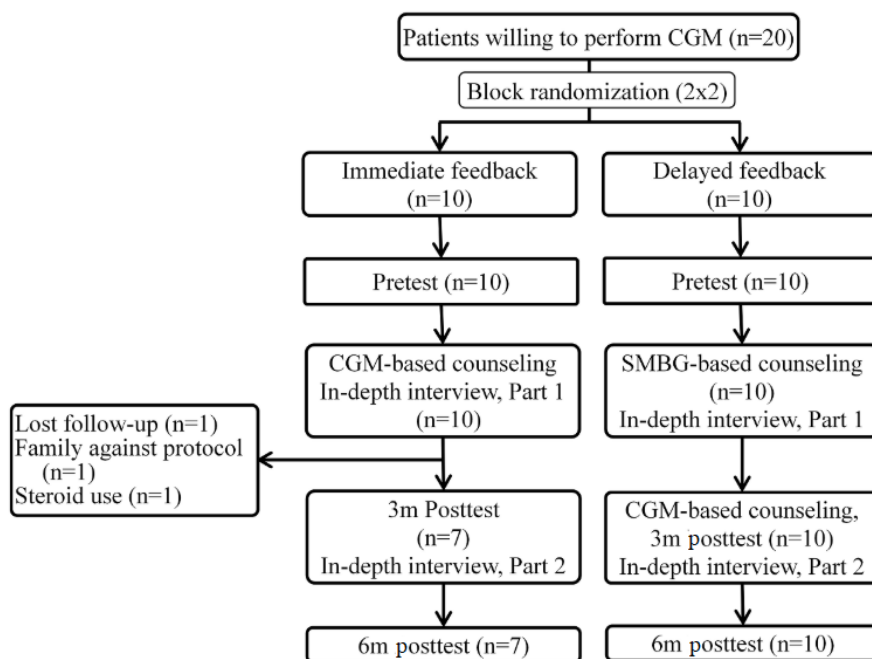 Patients willing to perform CGM (n=20)
Block randomization (2x2)
Immediate feedback
(n=10)
Delayed feedback
(n=10)
Pretest (n=10)
Pretest (n=10)
CGM-based counseling
In-depth interview, Part 1
(n=10)
SMBG-based counseling
(n=10)
In-depth interview, Part 1
Lost follow-up (n=1)
Family against protocol
(n=1)
Steroid use (n=1)
3m Posttest
(n=7)
In-depth interview, Part 2
CGM-based counseling,
3m posttest (n=10)
In-depth interview, Part 2
6m posttest (n=7)
6m posttest (n=10)